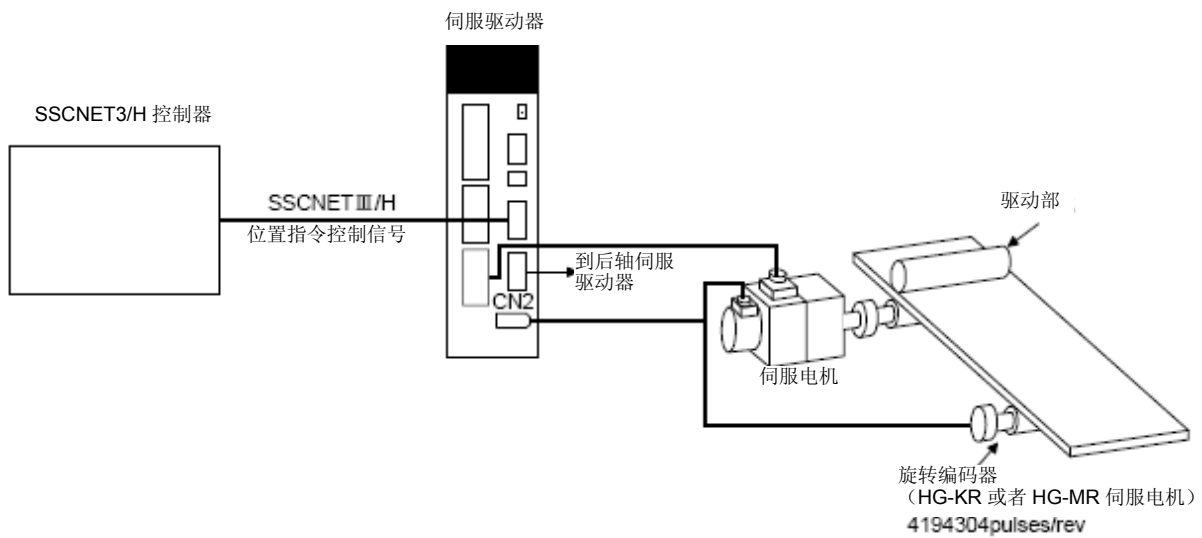 伺服驱动器
SSCNET3/H 控制器
SSCNETⅢ/H
位置指令控制信号
驱动部
到后轴伺服
驱动器
CN2
伺服电机
旋转编码器
（HG-KR 或者 HG-MR 伺服电机）
4194304pulses/rev